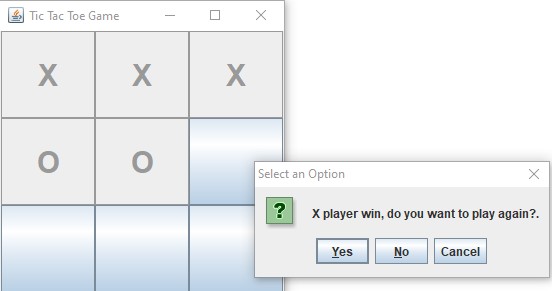 Tic Tac Toe Game
X X X
O O
Select an Option
? X player win, do you want to play again?.
Yes No Cancel